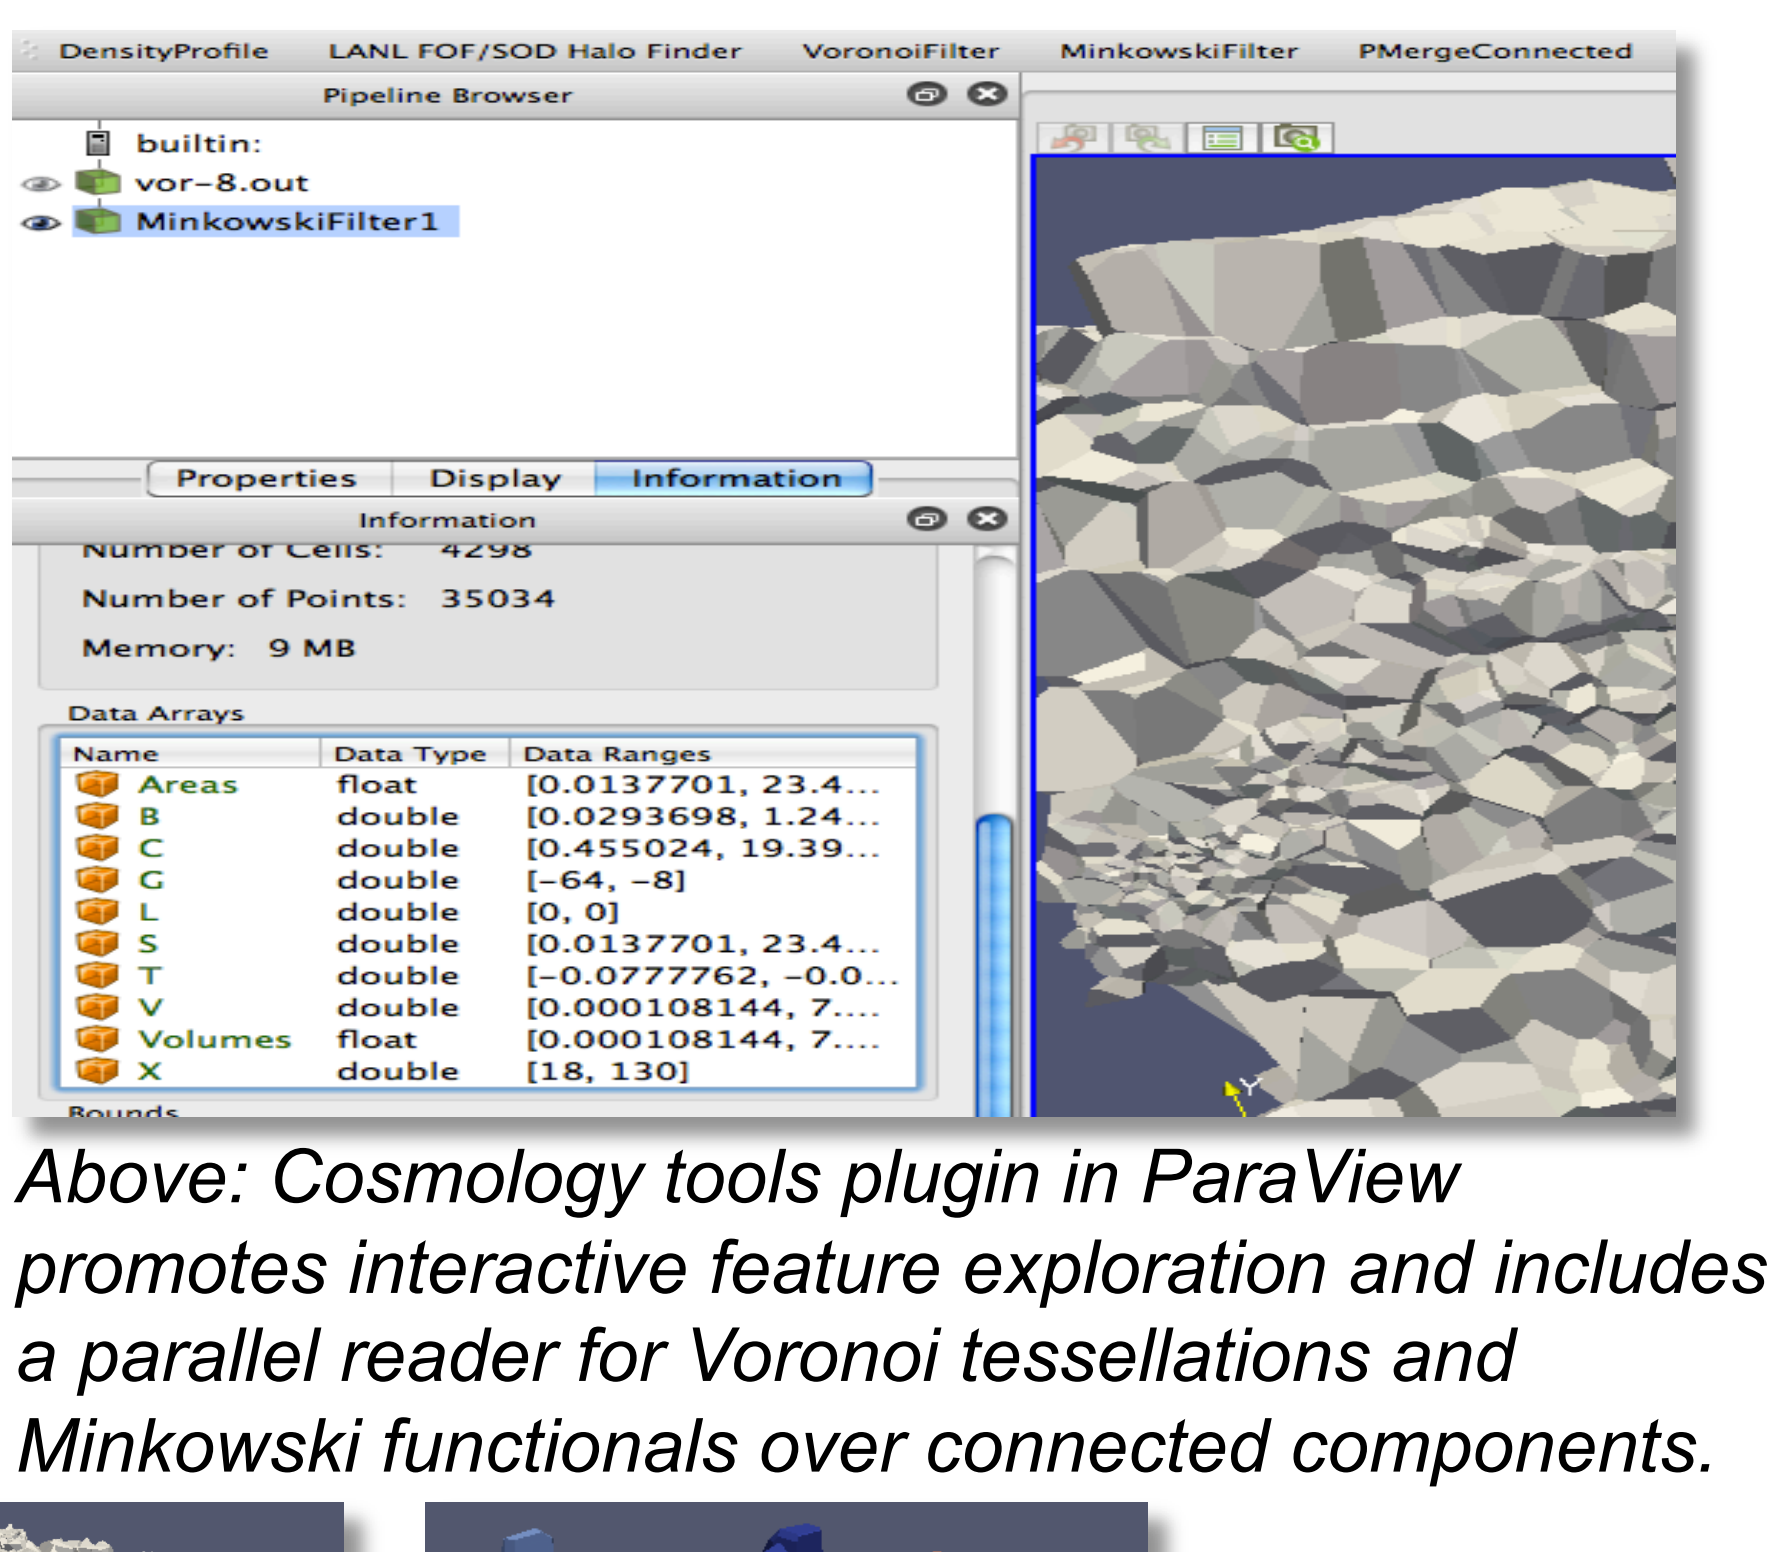 DensityProfile LANL FOF/SOD Halo Finder VoronoiFilter MinkowskiFilter PMergeConnected
Pipeline Browser
builtin:
vor-8.out
MinkowskiFilter1
Properties Display Information
Information
Number of Cells: 4298
Number of Points: 35034
Memory: 9 MB
Data Arrays
Name Data Type Data Ranges
Areas float [0.0137701, 23.4...
B double [0.0293698, 1.24...
C double [0.455024, 19.39...
G double [-64, -8]
L double [0, 0]
S double [0.0137701, 23.4...
T double [-0.0777762, -0.0...
V double [0.000108144, 7....
Volumes float [0.000108144, 7....
X double [18, 130]
Bounds
Y
Above: Cosmology tools plugin in ParaView
promotes interactive feature exploration and includes
a parallel reader for Voronoi tessellations and
Minkowski functionals over connected components.